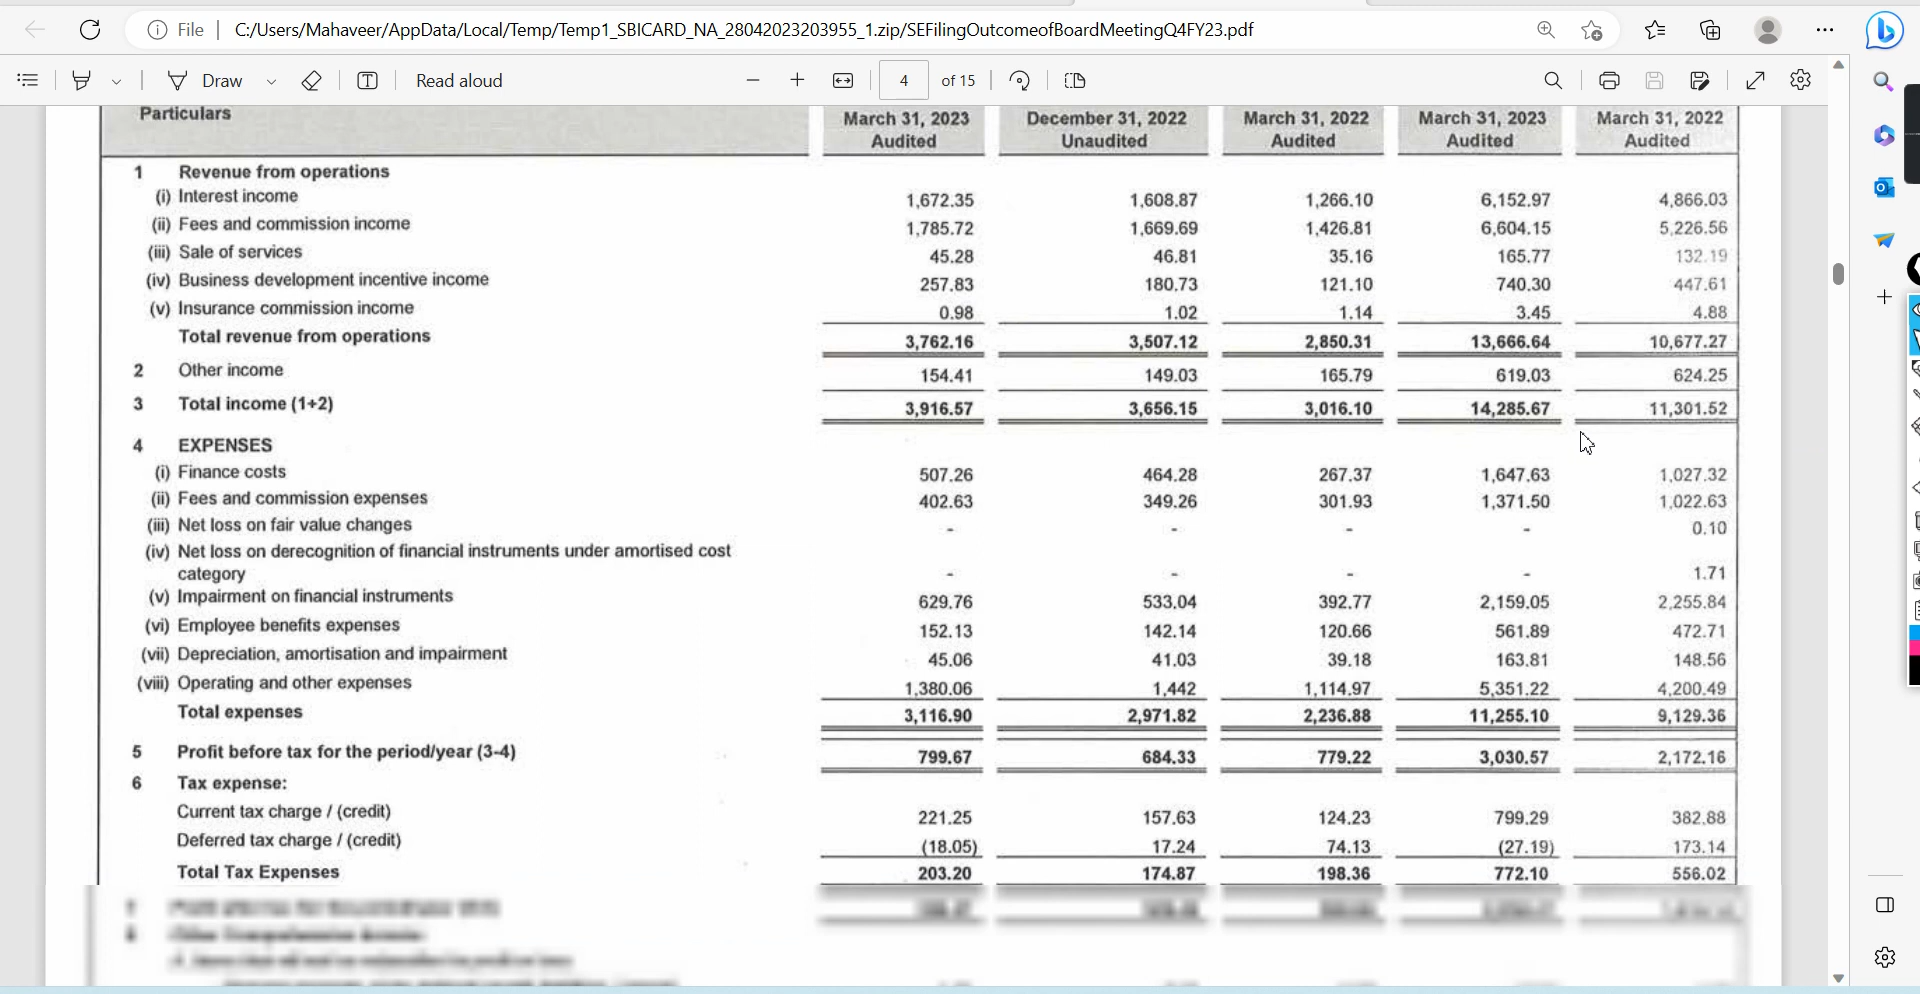 File C:/Users/Mahaveer/AppData/Local/Temp/Temp1_SBICARD_NA_28042023203955_1.zip/SEFilingOutcomeofBoardMeetingQ4FY23.pdf
Draw Read aloud 4 of 15
Particulars March 31, 2023 December 31, 2022 March 31, 2022 March 31, 2023 March 31, 2022
Audited Unaudited Audited Audited Audited
1 Revenue from operations
(i) Interest income 1,672.35 1,608.87 1,266.10 6,152.97 4,866.03
(ii) Fees and commission income 1,785.72 1,669.69 1,426.81 6,604.15 5,226.56
(iii) Sale of services 45.28 46.81 35.16 165.77 132.19
(iv) Business development incentive income 257.83 180.73 121.10 740.30 447.61
(v) Insurance commission income 0.98 1.02 1.14 3.45 4.88
Total revenue from operations 3,762.16 3,507.12 2,850.31 13,666.64 10,677.27
2 Other income 154.41 149.03 165.79 619.03 624.25
3 Total income (1+2) 3,916.57 3,656.15 3,016.10 14,285.67 11,301.52
4 EXPENSES
(i) Finance costs 507.26 464.28 267.37 1,647.63 1,027.32
(ii) Fees and commission expenses 402.63 349.26 301.93 1,371.50 1,022.63
(iii) Net loss on fair value changes - - - - 0.10
(iv) Net loss on derecognition of financial instruments under amortised cost
category - - - - 1.71
(v) Impairment on financial instruments 629.76 533.04 392.77 2,159.05 2,255.84
(vi) Employee benefits expenses 152.13 142.14 120.66 561.89 472.71
(vii) Depreciation, amortisation and impairment 45.06 41.03 39.18 163.81 148.56
(viii) Operating and other expenses 1,380.06 1,442 1,114.97 5,351.22 4,200.49
Total expenses 3,116.90 2,971.82 2,236.88 11,255.10 9,129.36
5 Profit before tax for the period/year (3-4) 799.67 684.33 779.22 3,030.57 2,172.16
6 Tax expense:
Current tax charge / (credit) 221.25 157.63 124.23 799.29 382.88
Deferred tax charge / (credit) (18.05) 17.24 74.13 (27.19) 173.14
Total Tax Expenses 203.20 174.87 198.36 772.10 556.02